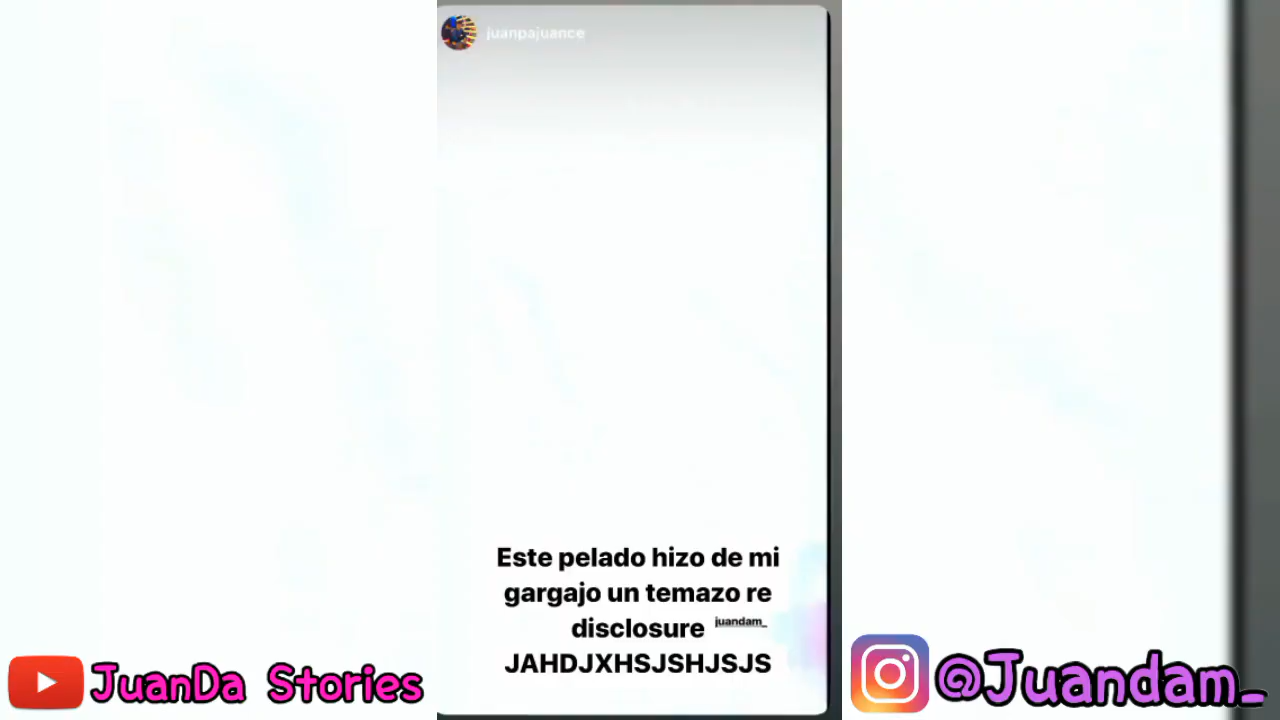 juanpajuance
Este pelado hizo de mi
gargajo un temazo re
disclosure juandam_
JAHDJXHSJSHJSJS
JuanDa Stories
@Juandam_